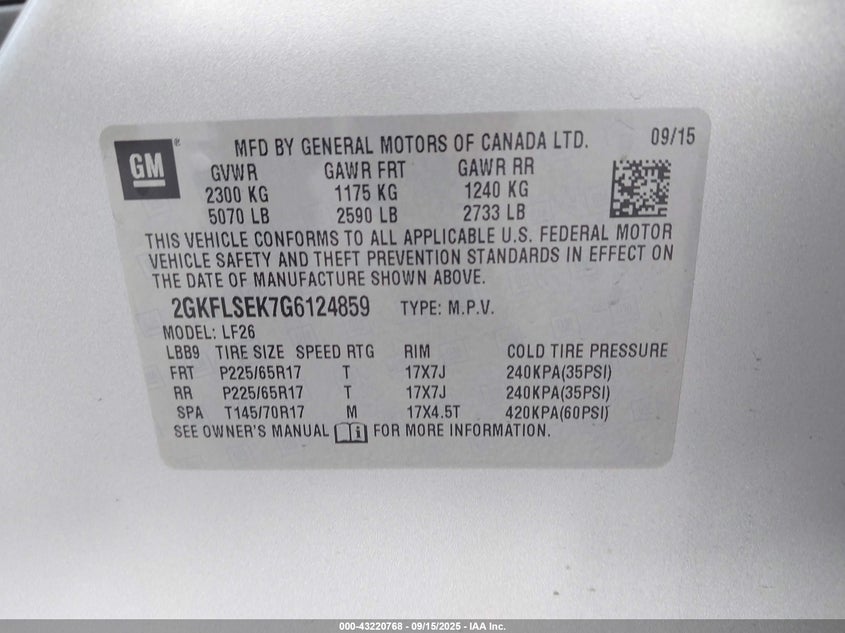 GM ® MFD BY GENERAL MOTORS OF CANADA LTD. 09/15
GVWR GAWR FRT GAWR RR
2300 KG 1175 KG 1240 KG
5070 LB 2590 LB 2733 LB
THIS VEHICLE CONFORMS TO ALL APPLICABLE U.S. FEDERAL MOTOR
VEHICLE SAFETY AND THEFT PREVENTION STANDARDS IN EFFECT ON
THE DATE OF MANUFACTURE SHOWN ABOVE.
2GKFLSEK7G6124859 TYPE: M.P.V.
MODEL: LF26
LBB9 TIRE SIZE SPEED RTG RIM COLD TIRE PRESSURE
FRT P225/65R17 T 17X7J 240KPA(35PSI)
RR P225/65R17 T 17X7J 240KPA(35PSI)
SPA T145/70R17 M 17X4.5T 420KPA(60PSI)
SEE OWNER'S MANUAL FOR MORE INFORMATION.
000-43220768 - 09/15/2025 - IAA Inc.